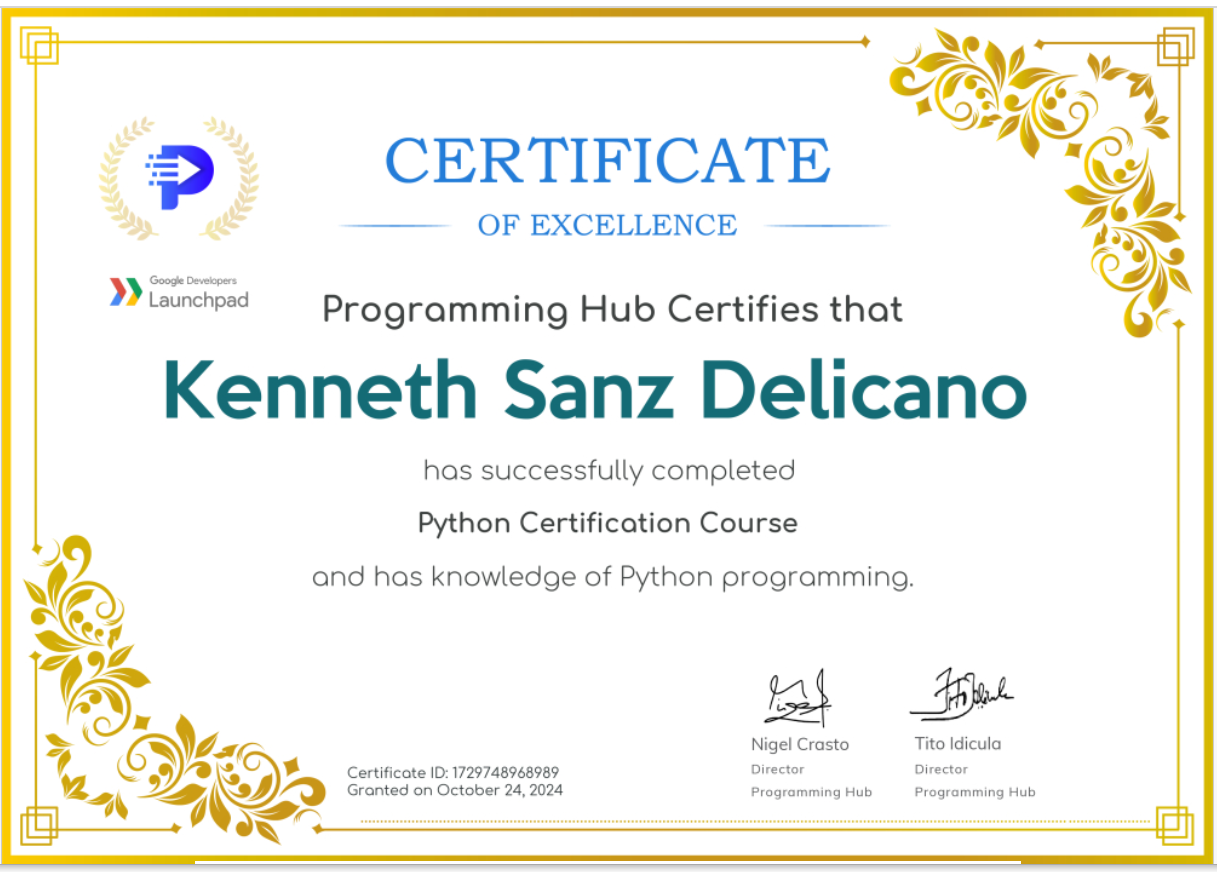 CERTIFICATE
OF EXCELLENCE
Google Developers
Launchpad
Programming Hub Certifies that
Kenneth Sanz Delicano
has successfully completed
Python Certification Course
and has knowledge of Python programming.
Nigel Crasto
Director
Programming Hub
Tito Idicula
Director
Programming Hub
Certificate ID: 1729748968989
Granted on October 24, 2024